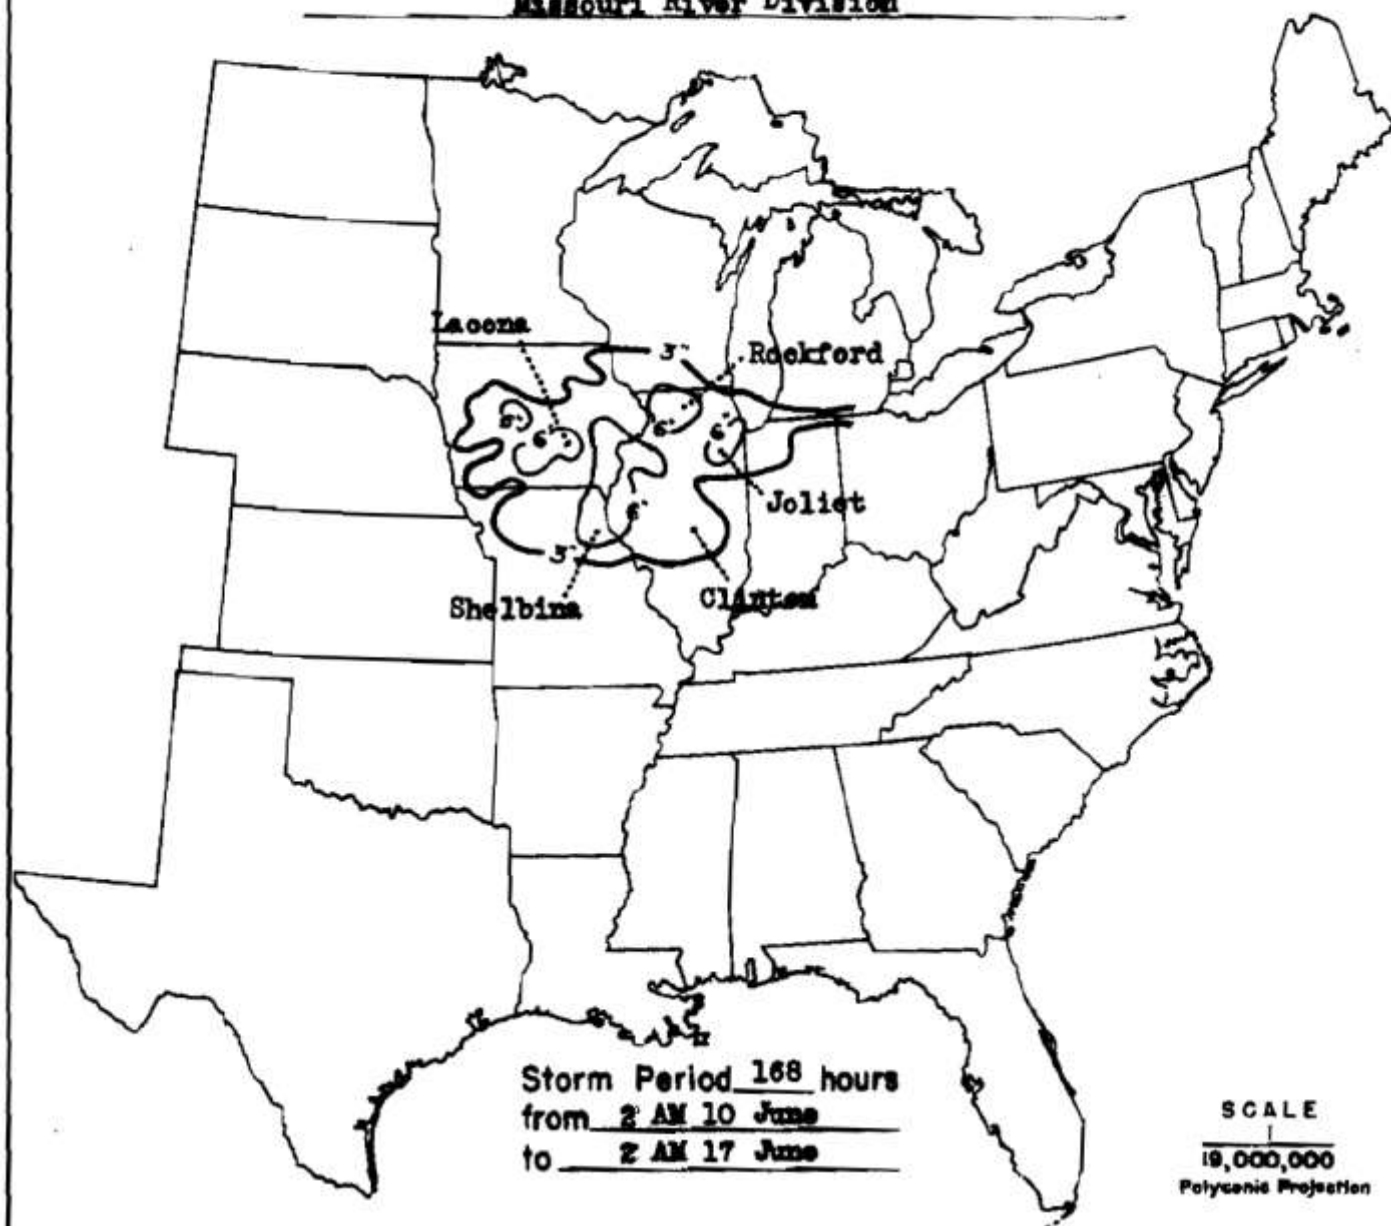 Missouri River Division
Lacona
3"
Rockford
6"
6"
6"
6"
Joliet
6"
3"
Shelbina
Clinton
Storm Period 168 hours
from 2 AM 10 June
to 2 AM 17 June
SCALE
1
19,000,000
Polyconic Projection